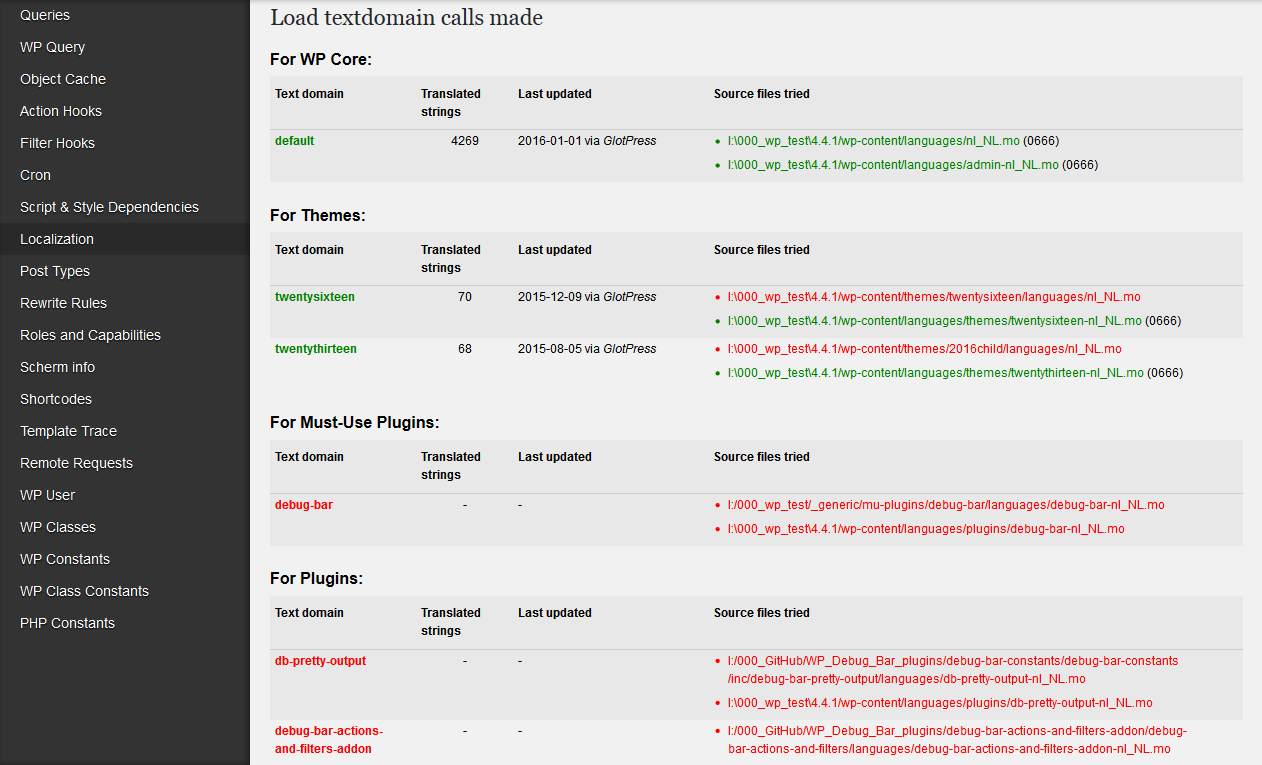 Queries
WP Query
Object Cache
Action Hooks
Filter Hooks
Cron
Script & Style Dependencies
Localization
Post Types
Rewrite Rules
Roles and Capabilities
Scherm info
Shortcodes
Template Trace
Remote Requests
WP User
WP Classes
WP Constants
WP Class Constants
PHP Constants
Load textdomain calls made
For WP Core:
Text domain Translated Last updated Source files tried
strings
default 4269 2016-01-01 via GlotPress • I:\000_wp_test\4.4.1/wp-content/languages/nl_NL.mo (0666)
• I:\000_wp_test\4.4.1/wp-content/languages/admin-nl_NL.mo (0666)
For Themes:
Text domain Translated Last updated Source files tried
strings
twentysixteen 70 2015-12-09 via GlotPress • I:\000_wp_test\4.4.1/wp-content/themes/twentysixteen/languages/nl_NL.mo
• I:\000_wp_test\4.4.1/wp-content/languages/themes/twentysixteen-nl_NL.mo (0666)
twentythirteen 68 2015-08-05 via GlotPress • I:\000_wp_test\4.4.1/wp-content/themes/2016child/languages/nl_NL.mo
• I:\000_wp_test\4.4.1/wp-content/languages/themes/twentythirteen-nl_NL.mo (0666)
For Must-Use Plugins:
Text domain Translated Last updated Source files tried
strings
debug-bar - - • I:/000_wp_test/_generic/mu-plugins/debug-bar/languages/debug-bar-nl_NL.mo
• I:\000_wp_test\4.4.1/wp-content/languages/plugins/debug-bar-nl_NL.mo
For Plugins:
Text domain Translated Last updated Source files tried
strings
db-pretty-output - - • I:/000_GitHub/WP_Debug_Bar_plugins/debug-bar-constants/debug-bar-constants
/inc/debug-bar-pretty-output/languages/db-pretty-output-nl_NL.mo
• I:\000_wp_test\4.4.1/wp-content/languages/plugins/db-pretty-output-nl_NL.mo
debug-bar-actions- - - • I:/000_GitHub/WP_Debug_Bar_plugins/debug-bar-actions-and-filters-addon/debug-
and-filters-addon bar-actions-and-filters/languages/debug-bar-actions-and-filters-addon-nl_NL.mo